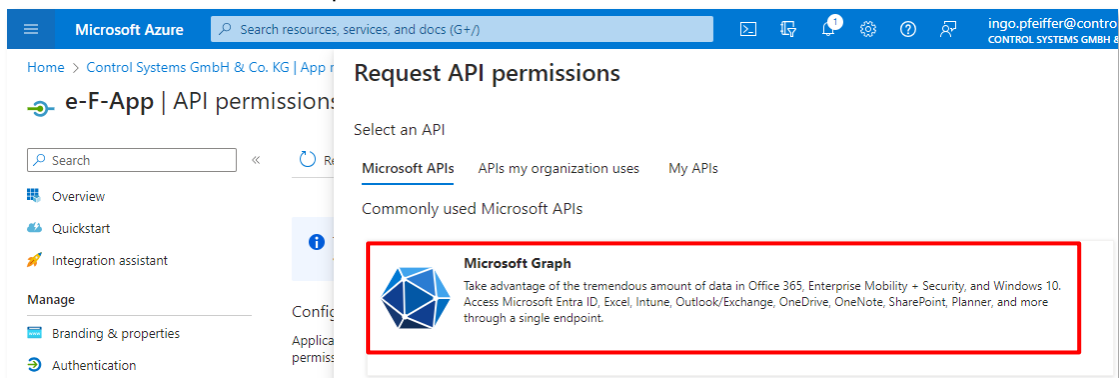 Microsoft Azure
Search resources, services, and docs (G+/)
1
ingo.pfeiffer@contro
CONTROL SYSTEMS GMBH &
Home > Control Systems GmbH & Co. KG | App r
e-F-App | API permissions
Search
«
Overview
Quickstart
Integration assistant
Manage
Branding & properties
Authentication
Config
Applica
permiss
Request API permissions
Select an API
Microsoft APIs
APIs my organization uses
My APIs
Commonly used Microsoft APIs
Microsoft Graph
Take advantage of the tremendous amount of data in Office 365, Enterprise Mobility + Security, and Windows 10.
Access Microsoft Entra ID, Excel, Intune, Outlook/Exchange, OneDrive, OneNote, SharePoint, Planner, and more
through a single endpoint.